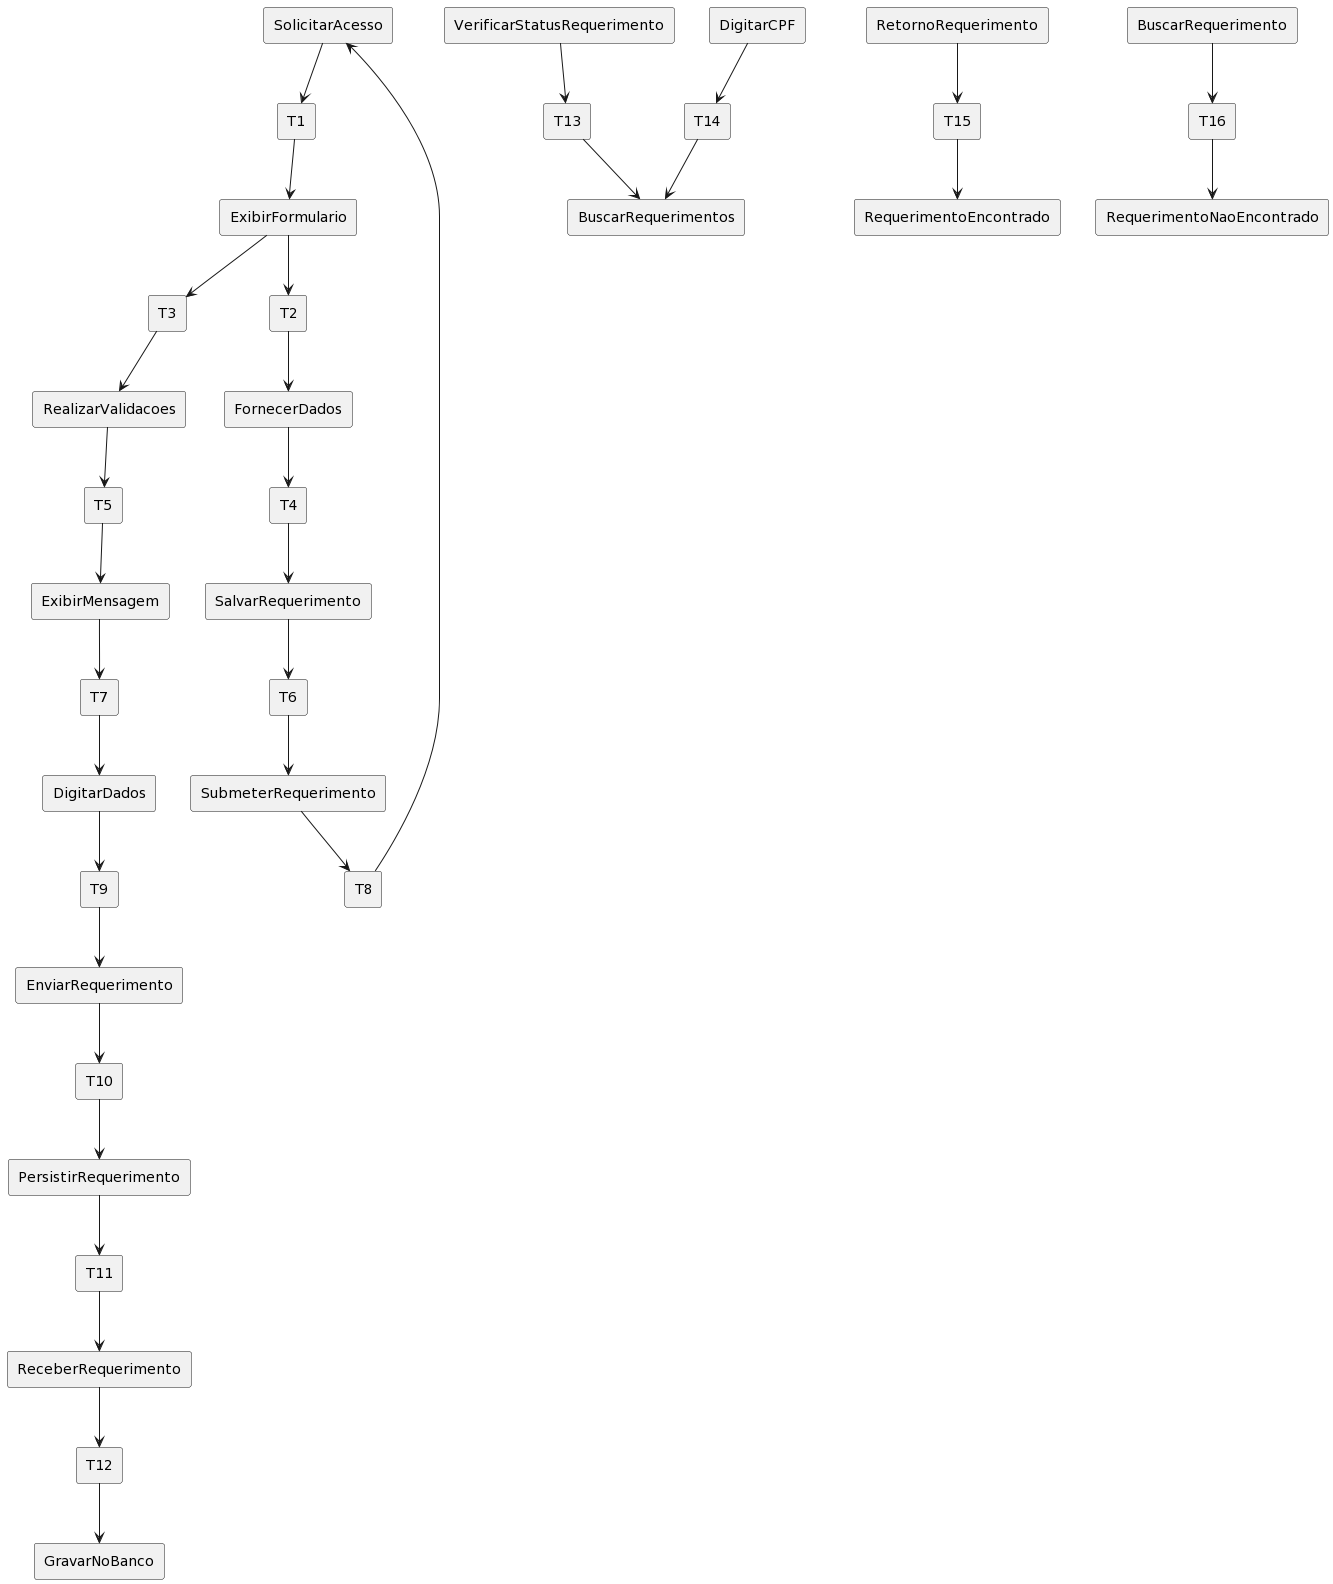 SolicitarAcesso
VerificarStatusRequerimento
DigitarCPF
RetornoRequerimento
BuscarRequerimento
T1
T13
T14
T15
T16
ExibirFormulario
BuscarRequerimentos
RequerimentoEncontrado
RequerimentoNaoEncontrado
T3
T2
RealizarValidacoes
FornecerDados
T5
T4
ExibirMensagem
SalvarRequerimento
T7
T6
DigitarDados
SubmeterRequerimento
T9
T8
EnviarRequerimento
T10
PersistirRequerimento
T11
ReceberRequerimento
T12
GravarNoBanco